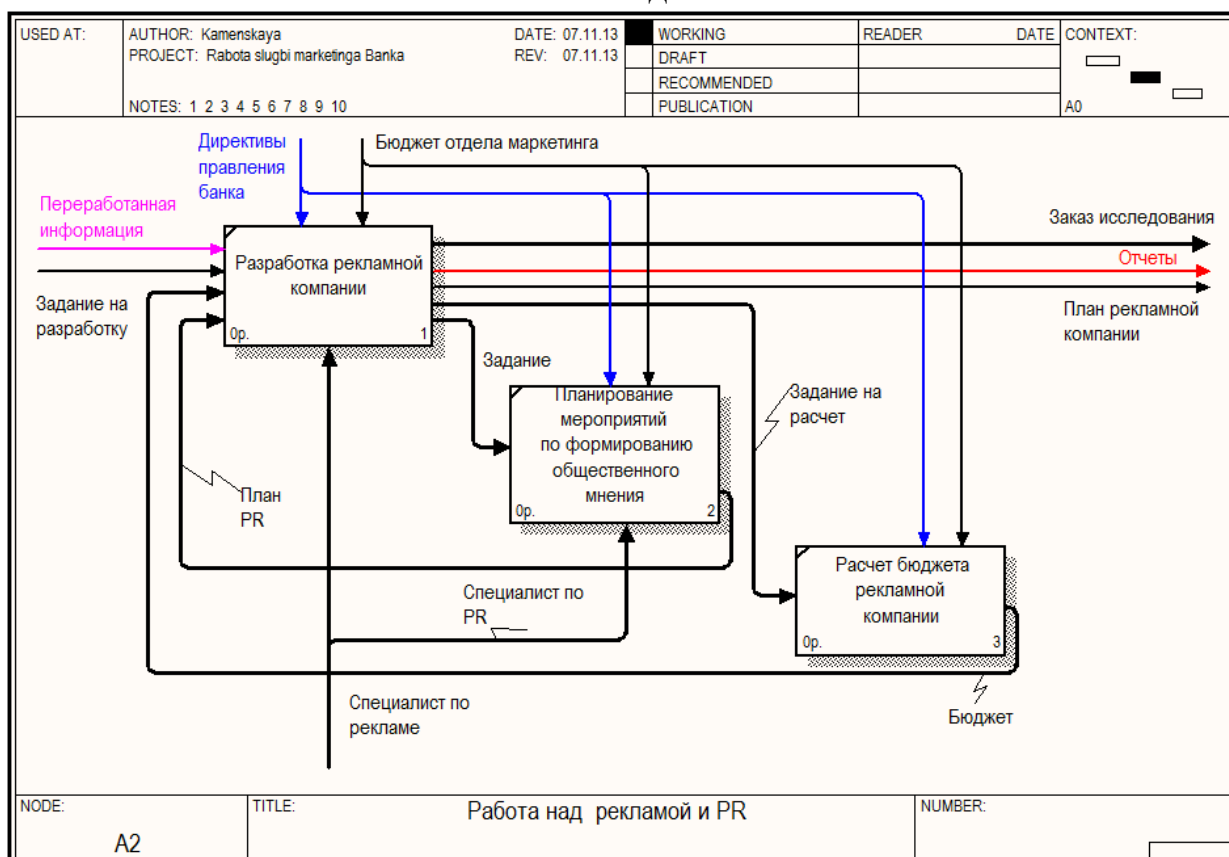 USED AT:
AUTHOR: Kamenskaya
DATE: 07.11.13
PROJECT: Rabota slugbi marketinga Banka
REV: 07.11.13
NOTES: 1 2 3 4 5 6 7 8 9 10
WORKING
DRAFT
RECOMMENDED
PUBLICATION
READER
DATE
CONTEXT:
A0
Директивы
правления
банка
Бюджет отдела маркетинга
Переработанная
информация
Задание на
разработку
Разработка рекламной
компании
0р.
1
Заказ исследования
Отчеты
План рекламной
компании
Задание
Планирование
мероприятий
по формированию
общественного
мнения
0р.
2
Задание на
расчет
План
PR
Расчет бюджета
рекламной
компании
0р.
3
Специалист по
PR
Специалист по
рекламе
Бюджет
NODE:
A2
TITLE:
Работа над рекламой и PR
NUMBER: